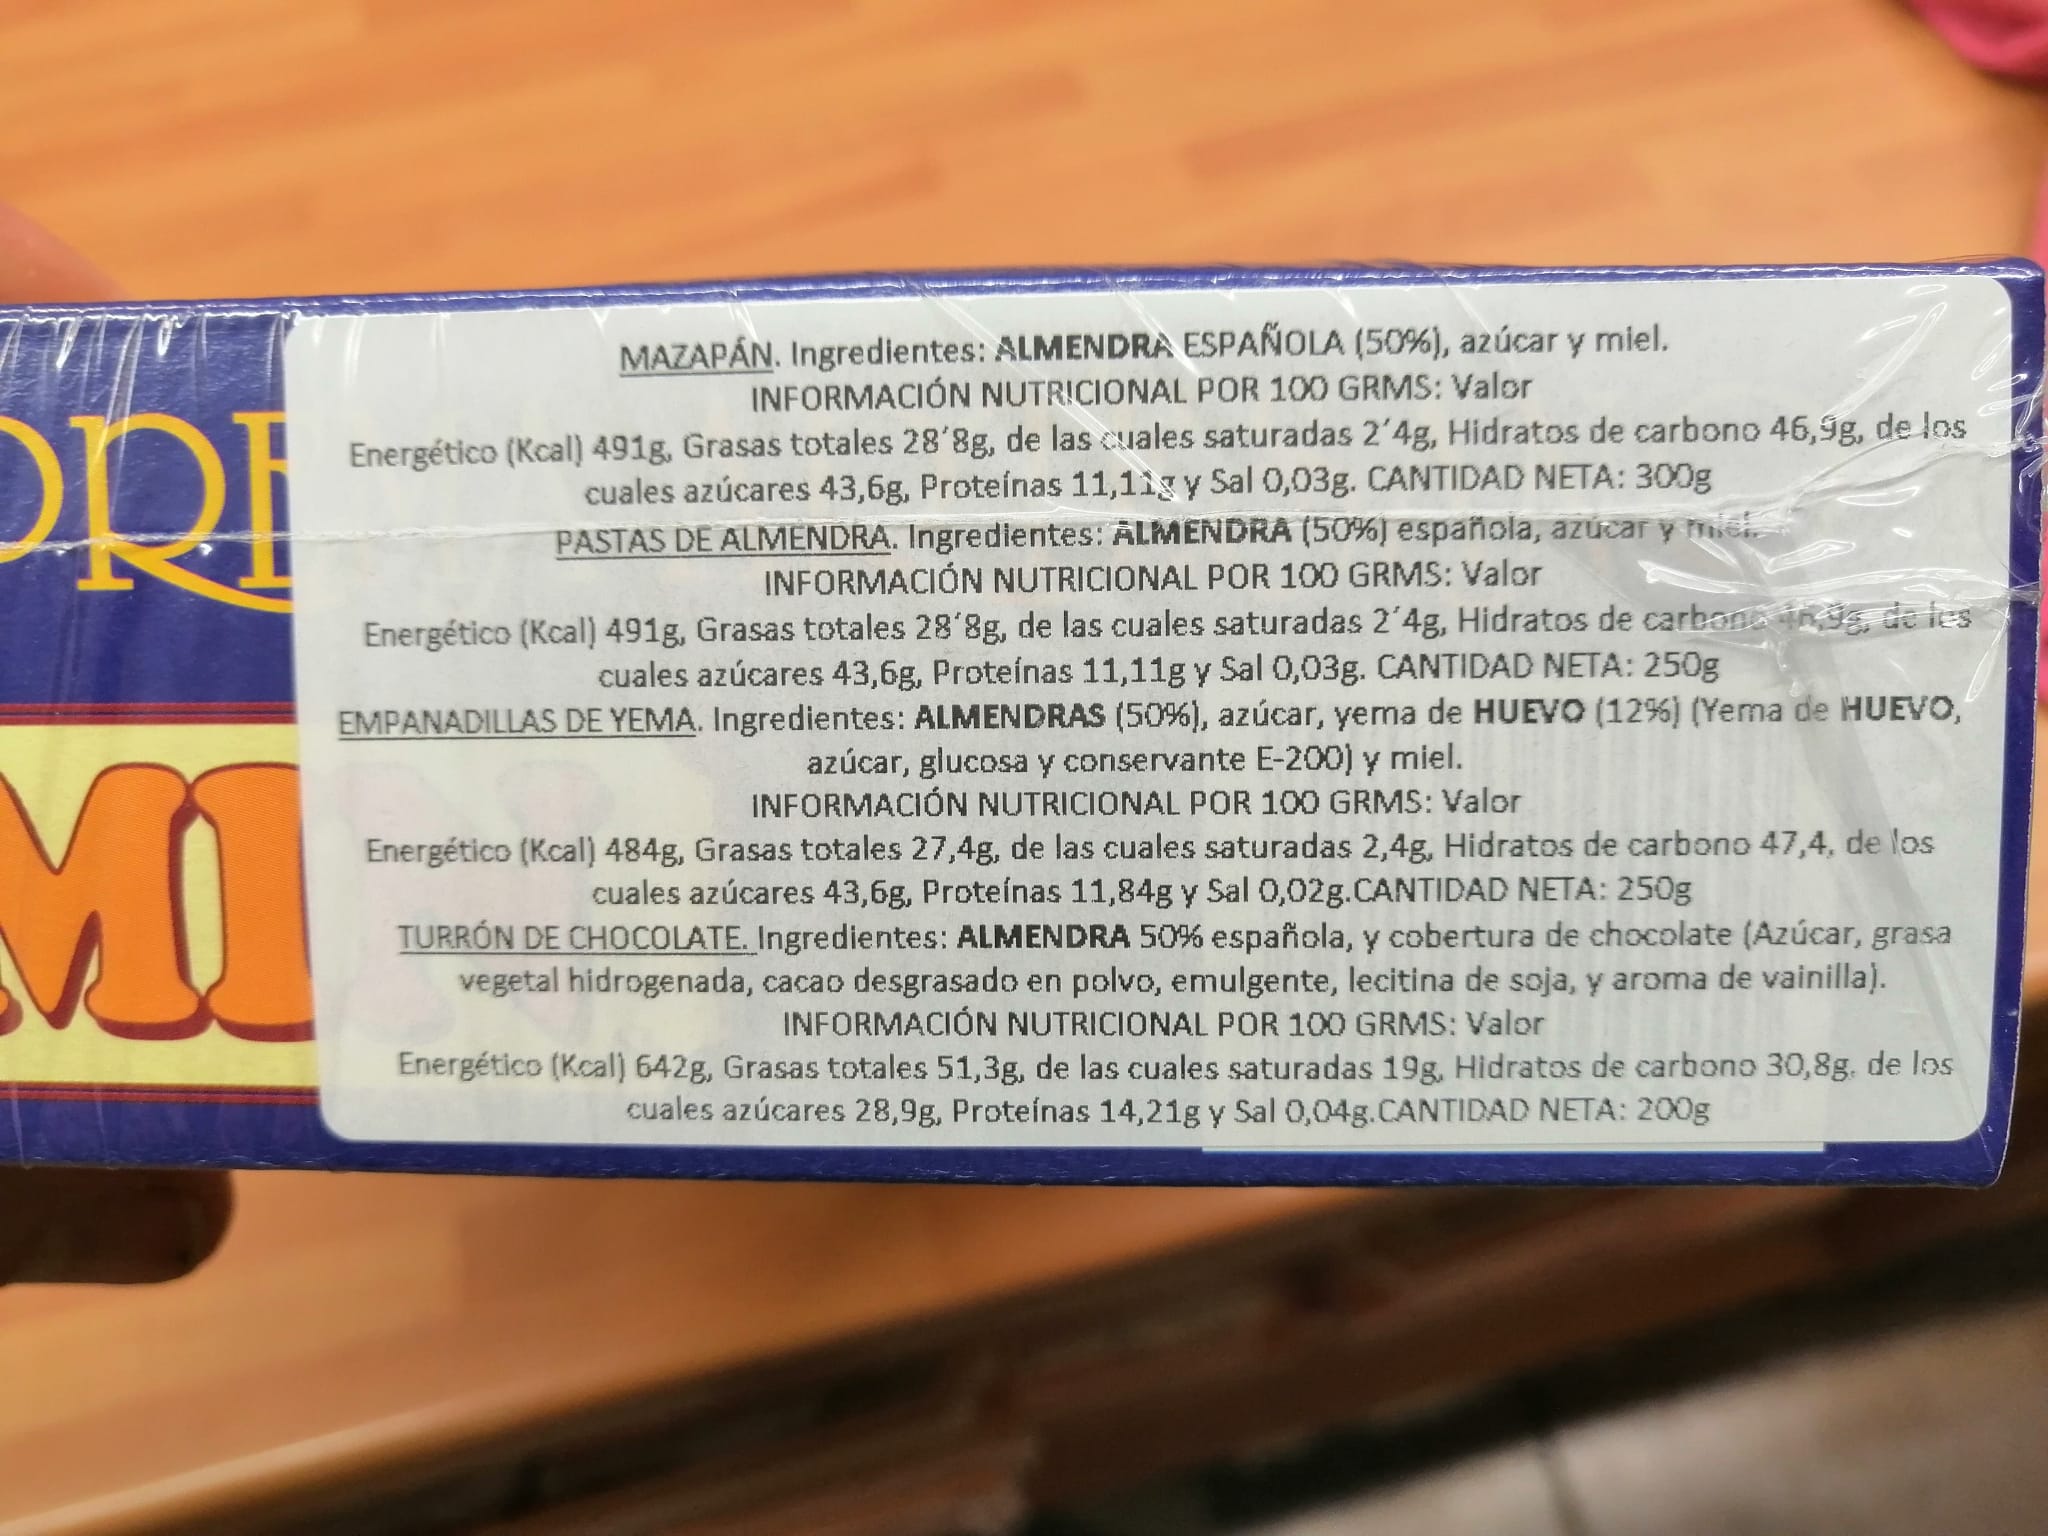 ORE
MI
MAZAPÁN. Ingredientes: ALMENDRA ESPAÑOLA (50%), azúcar y miel.
INFORMACIÓN NUTRICIONAL POR 100 GRMS: Valor
Energético (Kcal) 491g, Grasas totales 28´8g, de las cuales saturadas 2´4g, Hidratos de carbono 46,9g, de los
cuales azúcares 43,6g, Proteínas 11,11g y Sal 0,03g. CANTIDAD NETA: 300g
PASTAS DE ALMENDRA. Ingredientes: ALMENDRA (50%) española, azúcar y miel.
INFORMACIÓN NUTRICIONAL POR 100 GRMS: Valor
Energético (Kcal) 491g, Grasas totales 28´8g, de las cuales saturadas 2´4g, Hidratos de carbono 46,9g, de los
cuales azúcares 43,6g, Proteínas 11,11g y Sal 0,03g. CANTIDAD NETA: 250g
EMPANADILLAS DE YEMA. Ingredientes: ALMENDRAS (50%), azúcar, yema de HUEVO (12%) (Yema de HUEVO,
azúcar, glucosa y conservante E-200) y miel.
INFORMACIÓN NUTRICIONAL POR 100 GRMS: Valor
Energético (Kcal) 484g, Grasas totales 27,4g, de las cuales saturadas 2,4g, Hidratos de carbono 47,4, de los
cuales azúcares 43,6g, Proteínas 11,84g y Sal 0,02g.CANTIDAD NETA: 250g
TURRÓN DE CHOCOLATE. Ingredientes: ALMENDRA 50% española, y cobertura de chocolate (Azúcar, grasa
vegetal hidrogenada, cacao desgrasado en polvo, emulgente, lecitina de soja, y aroma de vainilla).
INFORMACIÓN NUTRICIONAL POR 100 GRMS: Valor
Energético (Kcal) 642g, Grasas totales 51,3g, de las cuales saturadas 19g, Hidratos de carbono 30,8g, de los
cuales azúcares 28,9g, Proteínas 14,21g y Sal 0,04g.CANTIDAD NETA: 200g